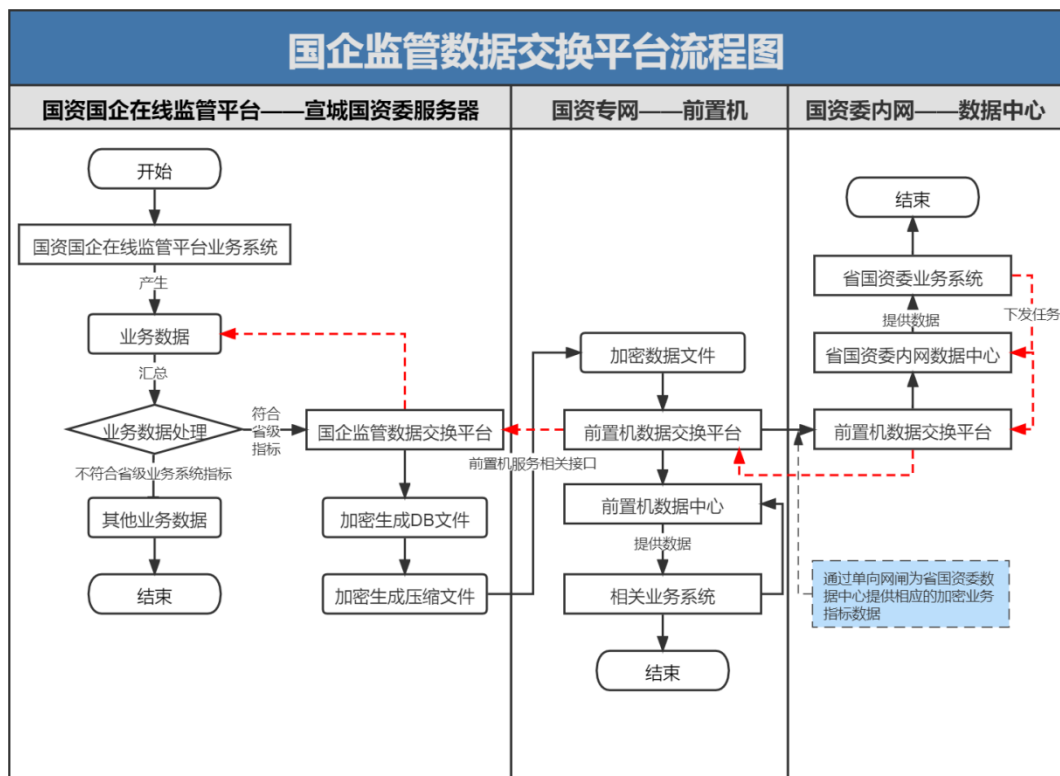 国企监管数据交换平台流程图
国资国企在线监管平台——宣城国资委服务器
国资专网——前置机
国资委内网——数据中心
开始
国资国企在线监管平台业务系统
产生
业务数据
汇总
业务数据处理
符合
省级
指标
不符合省级业务系统指标
其他业务数据
结束
国企监管数据交换平台
加密生成DB文件
加密生成压缩文件
加密数据文件
前置机数据交换平台
前置机服务相关接口
前置机数据中心
提供数据
相关业务系统
结束
结束
省国资委业务系统
下发任务
提供数据
省国资委内网数据中心
前置机数据交换平台
通过单向网闸为省国资委数
据中心提供相应的加密业务
指标数据